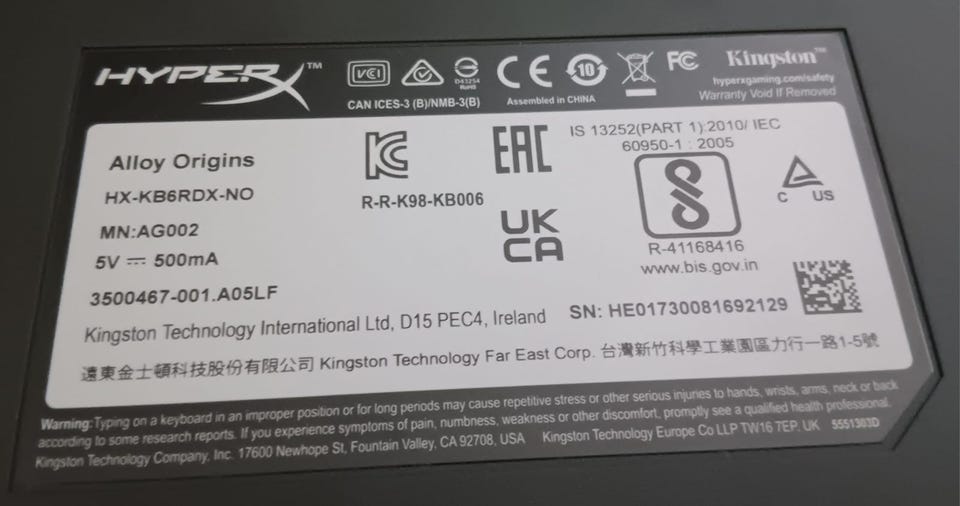 HYPERX™
VCI
D43254
RoHS
CE
10
FC
Kingston™
CAN ICES-3 (B)/NMB-3(B)
Assembled in CHINA
hyperxgaming.com/safety
Warranty Void If Removed
Alloy Origins
HX-KB6RDX-NO
MN:AG002
5V ⎓ 500mA
3500467-001.A05LF
KC
R-R-K98-KB006
EAC
UK
CA
IS 13252(PART 1):2010/ IEC
60950-1 : 2005
R-41168416
www.bis.gov.in
C US
SN: HE01730081692129
Kingston Technology International Ltd, D15 PEC4, Ireland
遠東金士頓科技股份有限公司 Kingston Technology Far East Corp. 台灣新竹科學工業園區力行一路1-5號
Warning:Typing on a keyboard in an improper position or for long periods may cause repetitive stress or other serious injuries to hands, wrists, arms, neck or back
according to some research reports. If you experience symptoms of pain, numbness, weakness or other discomfort, promptly see a qualified health professional.
Kingston Technology Company, Inc. 17600 Newhope St, Fountain Valley, CA 92708, USA Kingston Technology Europe Co LLP TW16 7EP, UK 5551303D